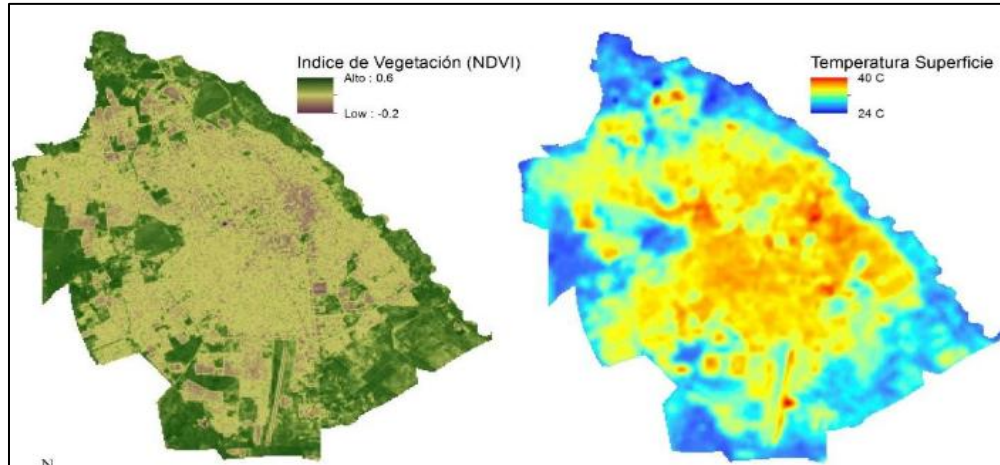 Indice de Vegetación (NDVI)
Alto : 0.6
Low : -0.2
Temperatura Superficie
40 C
24 C
N